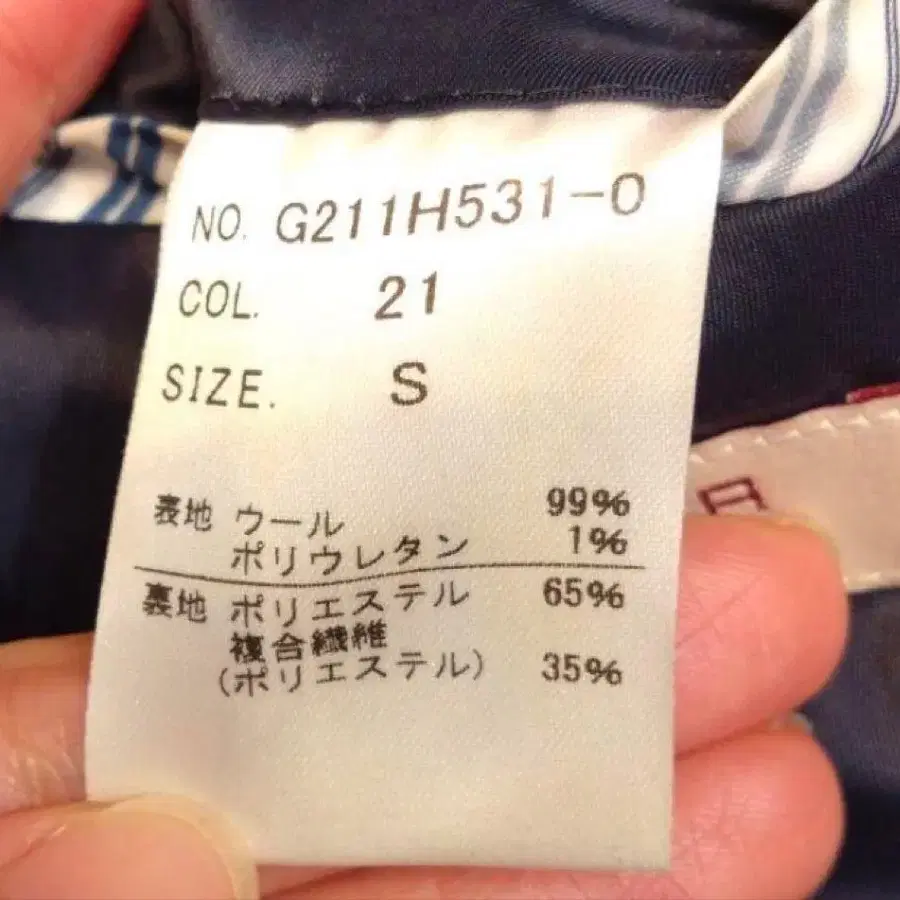 NO. G211H531-0
COL. 21
SIZE. S
表地 ウール 99%
ポリウレタン 1%
裏地 ポリエステル 65%
複合繊維
(ポリエステル) 35%